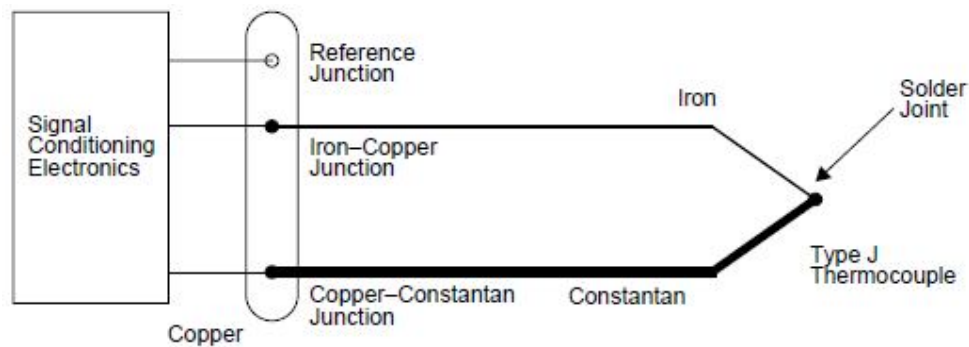 Reference
Junction
Iron
Solder
Joint
Signal
Conditioning
Electronics
Iron–Copper
Junction
Type J
Thermocouple
Copper–Constantan
Junction
Constantan
Copper